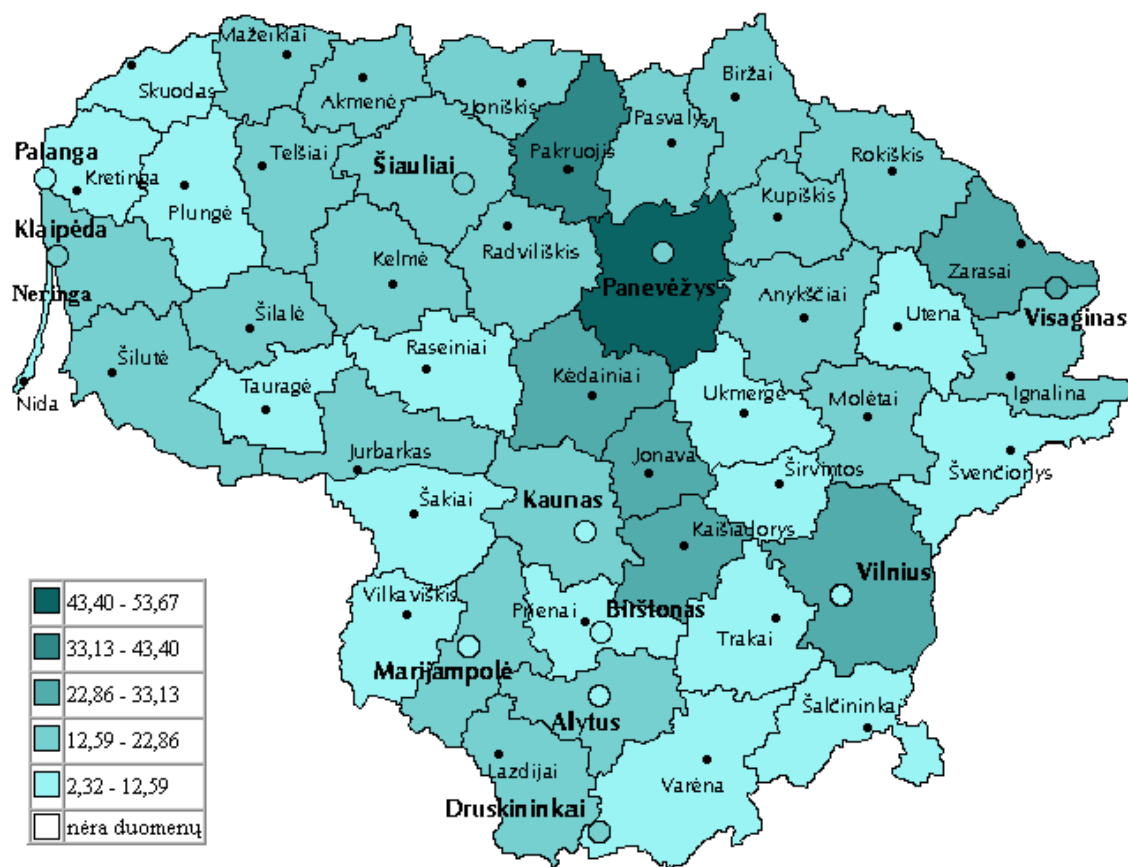 Mažeikiai
Skuodas
Akmenė
Joniškis
Biržai
Pasvalys
Pakruojis
Rokiškis
Palanga
Kretinga
Telšiai
Šiauliai
Plungė
Kupiškis
Klaipėda
Kelmė
Radviliškis
Zarasai
Neringa
Panevėžys
Anykščiai
Utena
Visaginas
Šilalė
Šilutė
Raseiniai
Kėdainiai
Nida
Tauragė
Ukmergė
Molėtai
Ignalina
Jurbarkas
Jonava
Širvintos
Švenčionys
Šakiai
Kaunas
Kaišiadorys
Vilnius
Vilkaviškis
Prienai
Birštonas
Trakai
Marijampolė
Alytus
Šalčininkai
Lazdijai
Varėna
Druskininkai
43,40 - 53,67
33,13 - 43,40
22,86 - 33,13
12,59 - 22,86
2,32 - 12,59
nėra duomenų